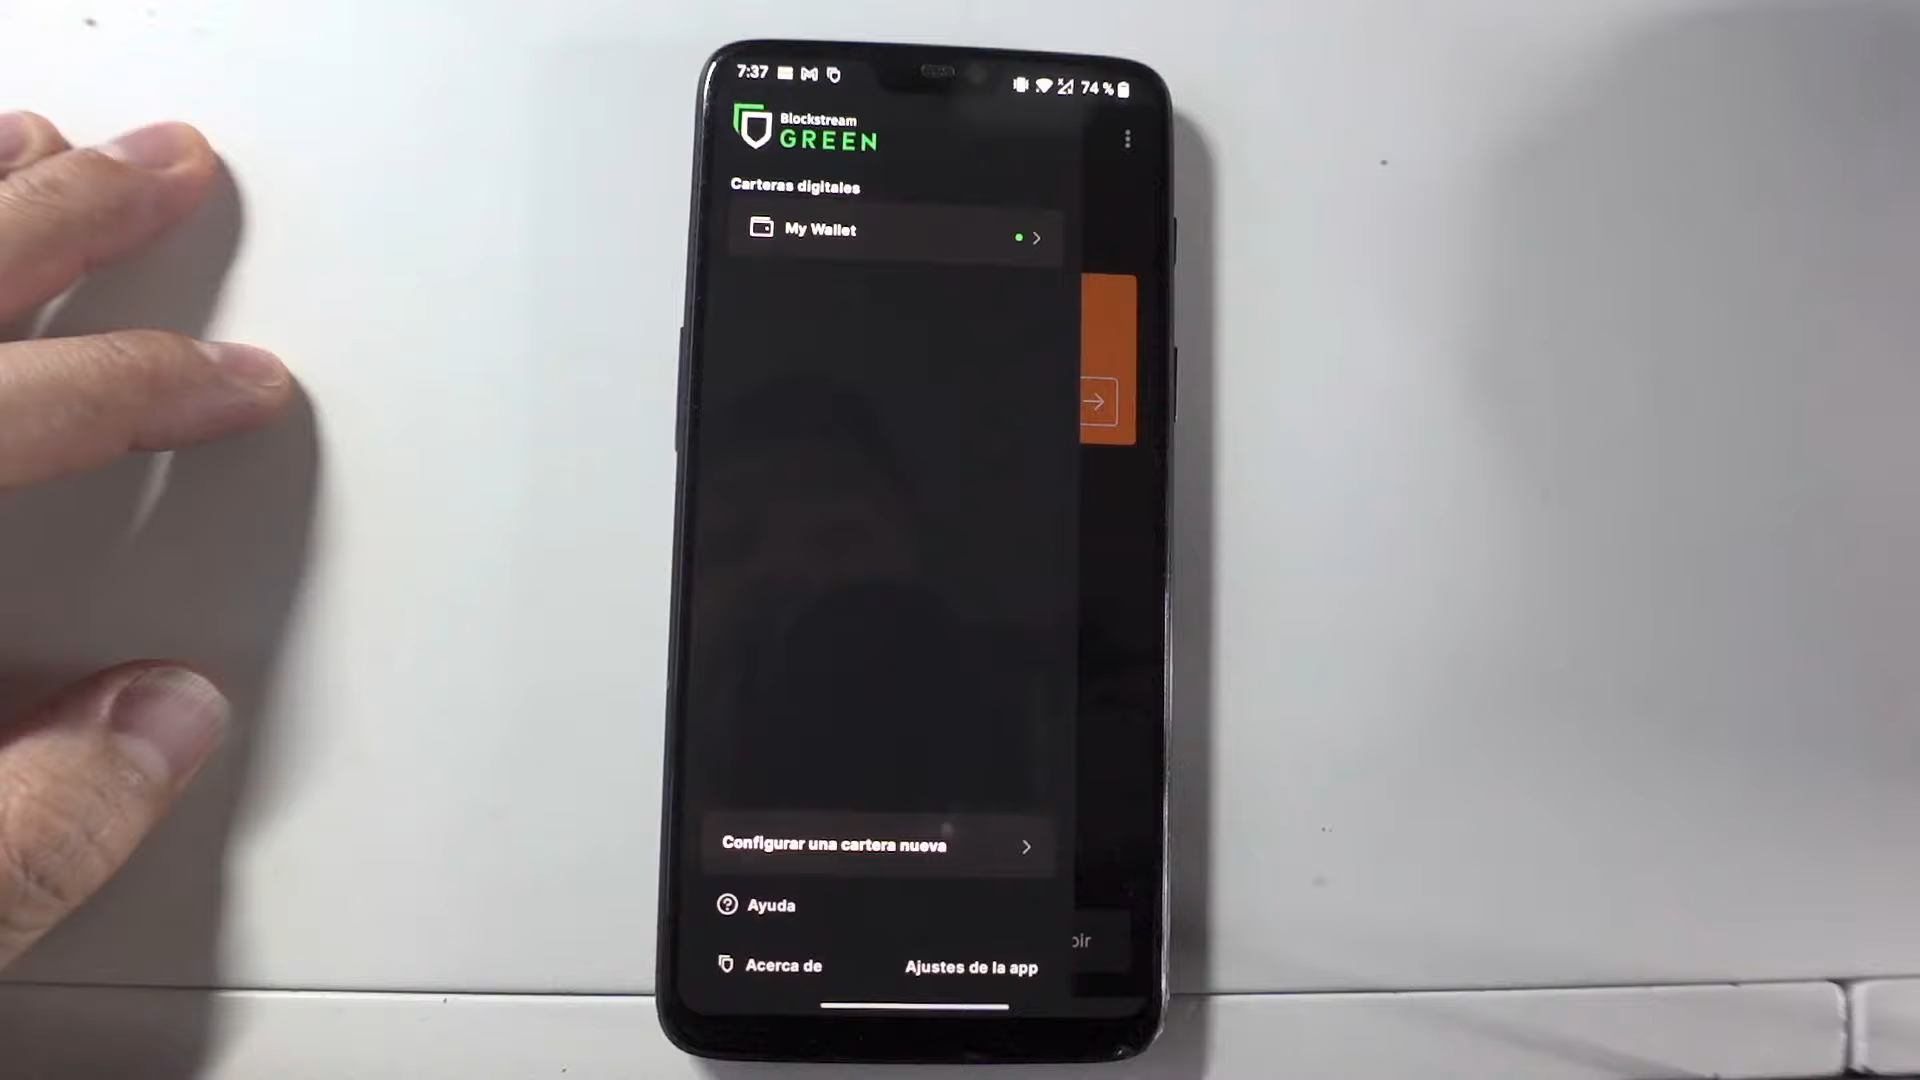 7:37
74 %
Blockstream
GREEN
Carteras digitales
My Wallet
Configurar una cartera nueva
Ayuda
bir
Acerca de
Ajustes de la app